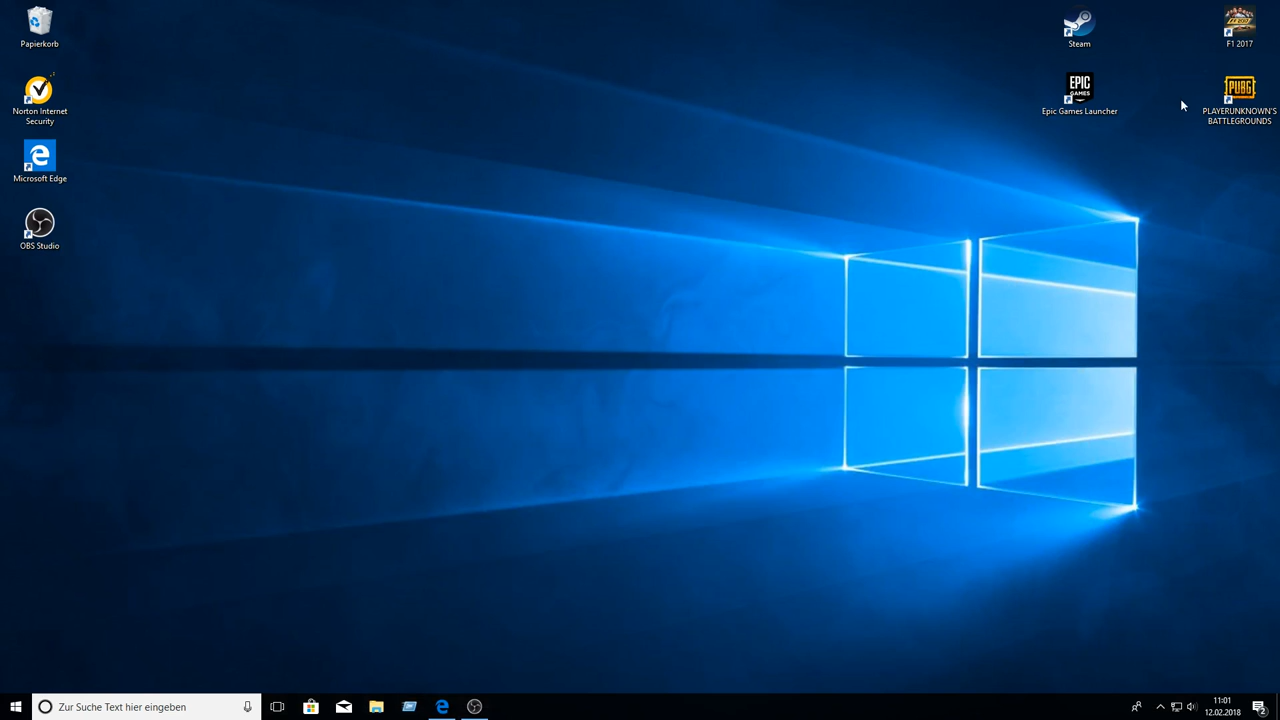 Papierkorb
Norton Internet
Security
Microsoft Edge
OBS Studio
Steam
EPIC
GAMES
Epic Games Launcher
F1 2017
PUBG
PLAYERUNKNOWN'S
BATTLEGROUNDS
Zur Suche Text hier eingeben
11:01
12.02.2018
2